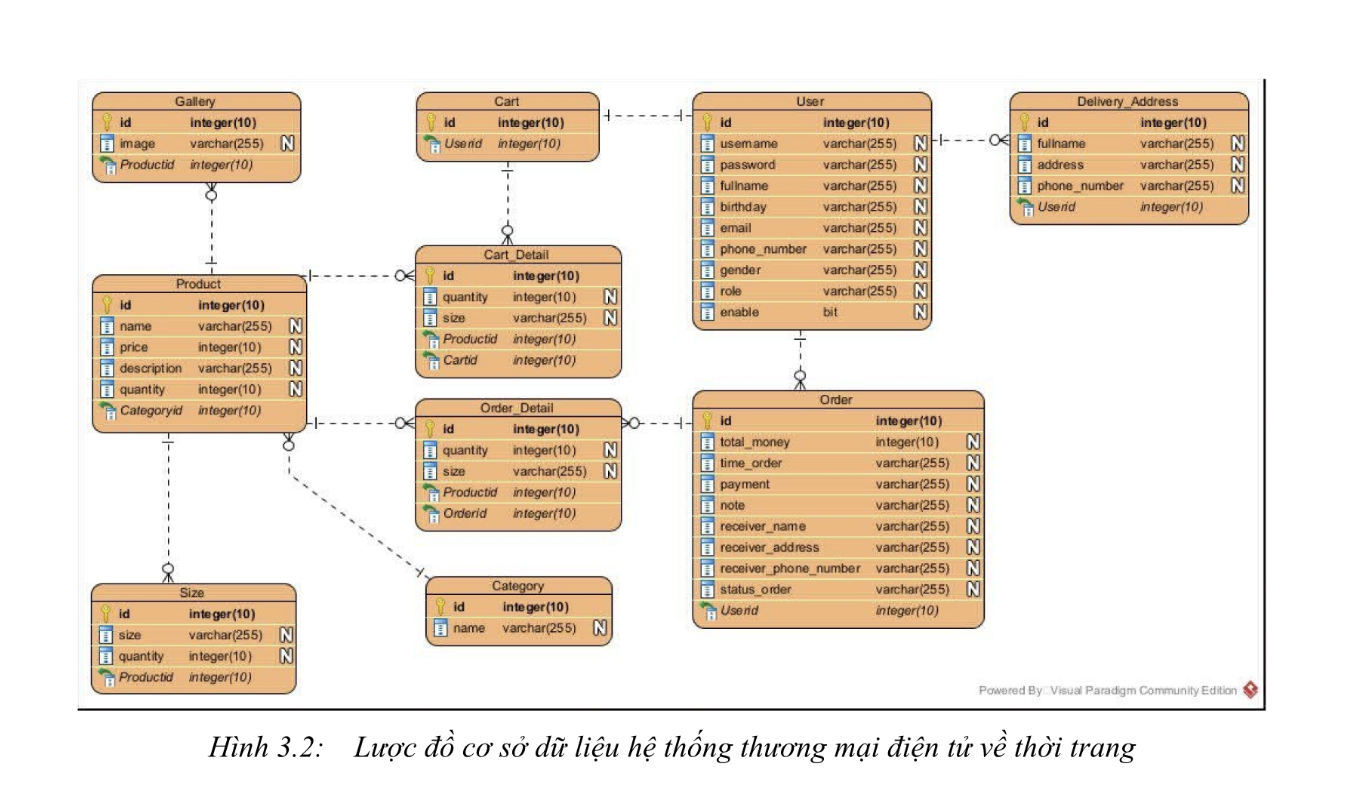 Gallery
id integer(10)
image varchar(255) N
Productid integer(10)
Cart
id integer(10)
Userid integer(10)
User
id integer(10)
username varchar(255) N
password varchar(255) N
fullname varchar(255) N
birthday varchar(255) N
email varchar(255) N
phone_number varchar(255) N
gender varchar(255) N
role varchar(255) N
enable bit N
Delivery_Address
id integer(10)
fullname varchar(255) N
address varchar(255) N
phone_number varchar(255) N
Userid integer(10)
Product
id integer(10)
name varchar(255) N
price integer(10) N
description varchar(255) N
quantity integer(10) N
Categoryid integer(10)
Cart_Detail
id integer(10)
quantity integer(10) N
size varchar(255) N
Productid integer(10)
Cartid integer(10)
Order_Detail
id integer(10)
quantity integer(10) N
size varchar(255) N
Productid integer(10)
Orderid integer(10)
Order
id integer(10)
total_money integer(10) N
time_order varchar(255) N
payment varchar(255) N
note varchar(255) N
receiver_name varchar(255) N
receiver_address varchar(255) N
receiver_phone_number varchar(255) N
status_order varchar(255) N
Userid integer(10)
Size
id integer(10)
size varchar(255) N
quantity integer(10) N
Productid integer(10)
Category
id integer(10)
name varchar(255) N
Powered By Visual Paradigm Community Edition
Hình 3.2: Lược đồ cơ sở dữ liệu hệ thống thương mại điện tử về thời trang